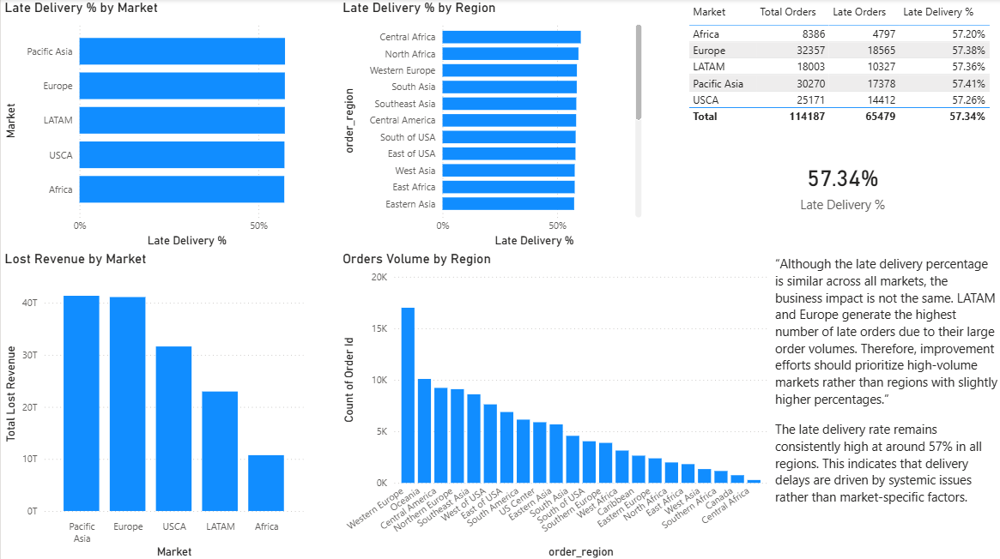 Late Delivery % by Market
Pacific Asia
Europe
LATAM
USCA
Africa
Market
0%
50%
Late Delivery %
Late Delivery % by Region
Central Africa
North Africa
Western Europe
South Asia
Southeast Asia
Central America
South of USA
East of USA
West Asia
East Africa
Eastern Asia
order_region
0%
50%
Late Delivery %
Market Total Orders Late Orders Late Delivery %
Africa 8386 4797 57.20%
Europe 32357 18565 57.38%
LATAM 18003 10327 57.36%
Pacific Asia 30270 17378 57.41%
USCA 25171 14412 57.26%
Total 114187 65479 57.34%
57.34%
Late Delivery %
Lost Revenue by Market
40T
30T
20T
10T
0T
Total Lost Revenue
Pacific
Asia
Europe
USCA
LATAM
Africa
Market
Orders Volume by Region
20K
15K
10K
5K
0K
Count of Order Id
Western Europe
Oceania
Central America
Northern Europe
Southeast Asia
West of USA
East of USA
South America
US Center
Eastern Asia
South Asia
South of USA
Southern Europe
West Africa
Caribbean
Eastern Europe
North Africa
East Africa
West Asia
Southern Africa
Canada
Central Africa
order_region
“Although the late delivery percentage
is similar across all markets, the
business impact is not the same. LATAM
and Europe generate the highest
number of late orders due to their large
order volumes. Therefore, improvement
efforts should prioritize high-volume
markets rather than regions with slightly
higher percentages.”
The late delivery rate remains
consistently high at around 57% in all
regions. This indicates that delivery
delays are driven by systemic issues
rather than market-specific factors.